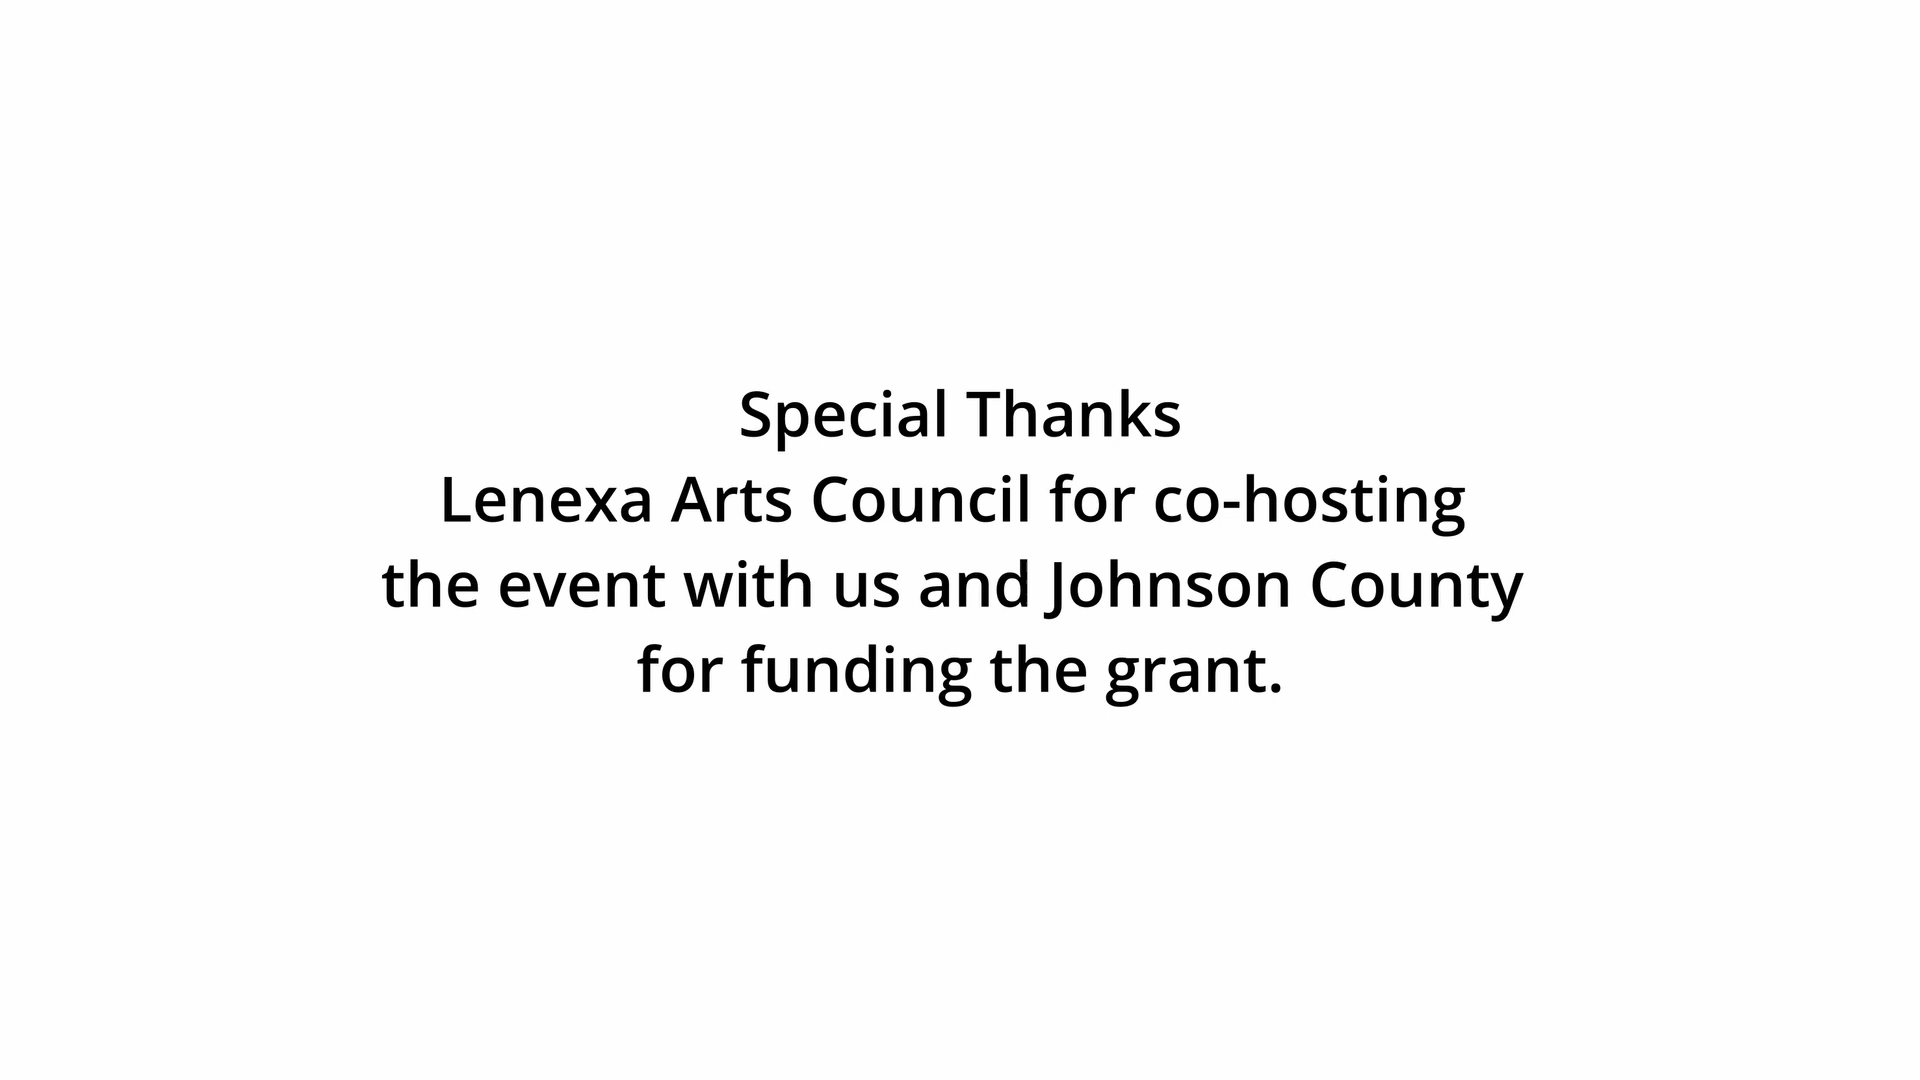 Special Thanks
Lenexa Arts Council for co-hosting
the event with us and Johnson County
for funding the grant.